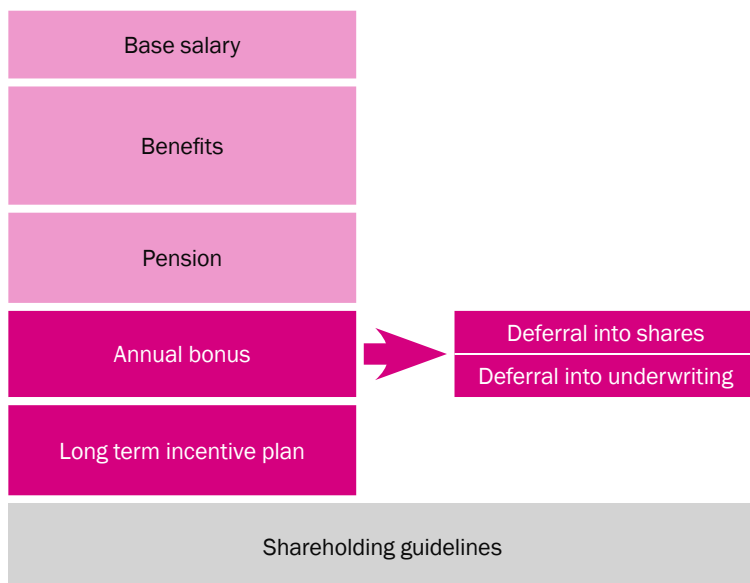 Base salary
Benefits
Pension
Annual bonus
Deferral into shares
Deferral into underwriting
Long term incentive plan
Shareholding guidelines